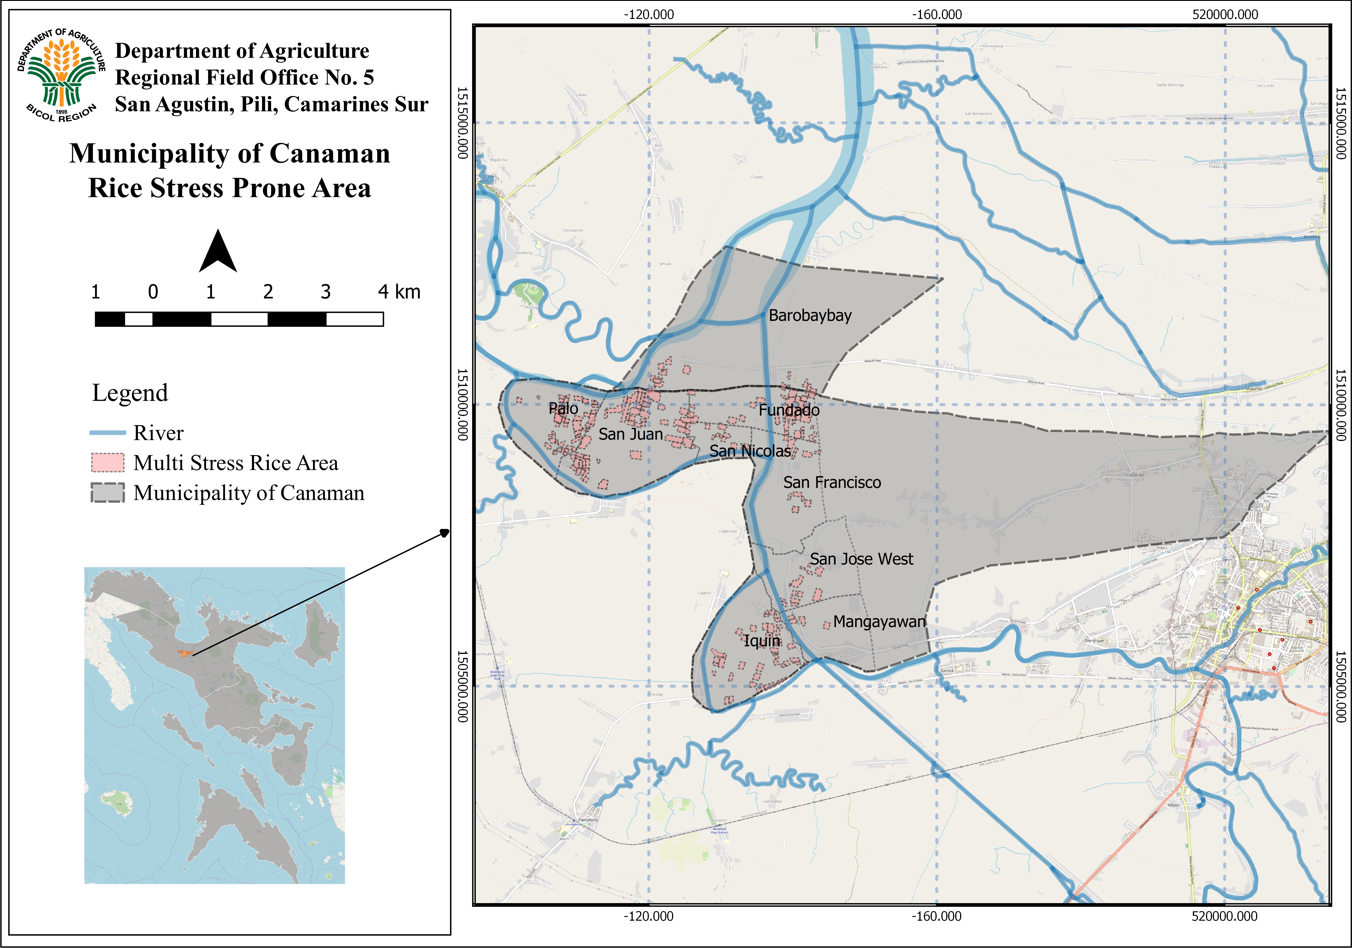 DEPARTMENT OF AGRICULTURE
1898
BICOL REGION
Department of Agriculture
Regional Field Office No. 5
San Agustin, Pili, Camarines Sur
Municipality of Canaman
Rice Stress Prone Area
1 0 1 2 3 4 km
Legend
River
Multi Stress Rice Area
Municipality of Canaman
-120.000 -160.000 520000.000
1515000.000 1515000.000
Barobaybay
1510000.000 1510000.000
Palo Fundado
San Juan
San Nicolas
San Francisco
San Jose West
Mangayawan
Iquin
1505000.000 1505000.000
-120.000 -160.000 520000.000